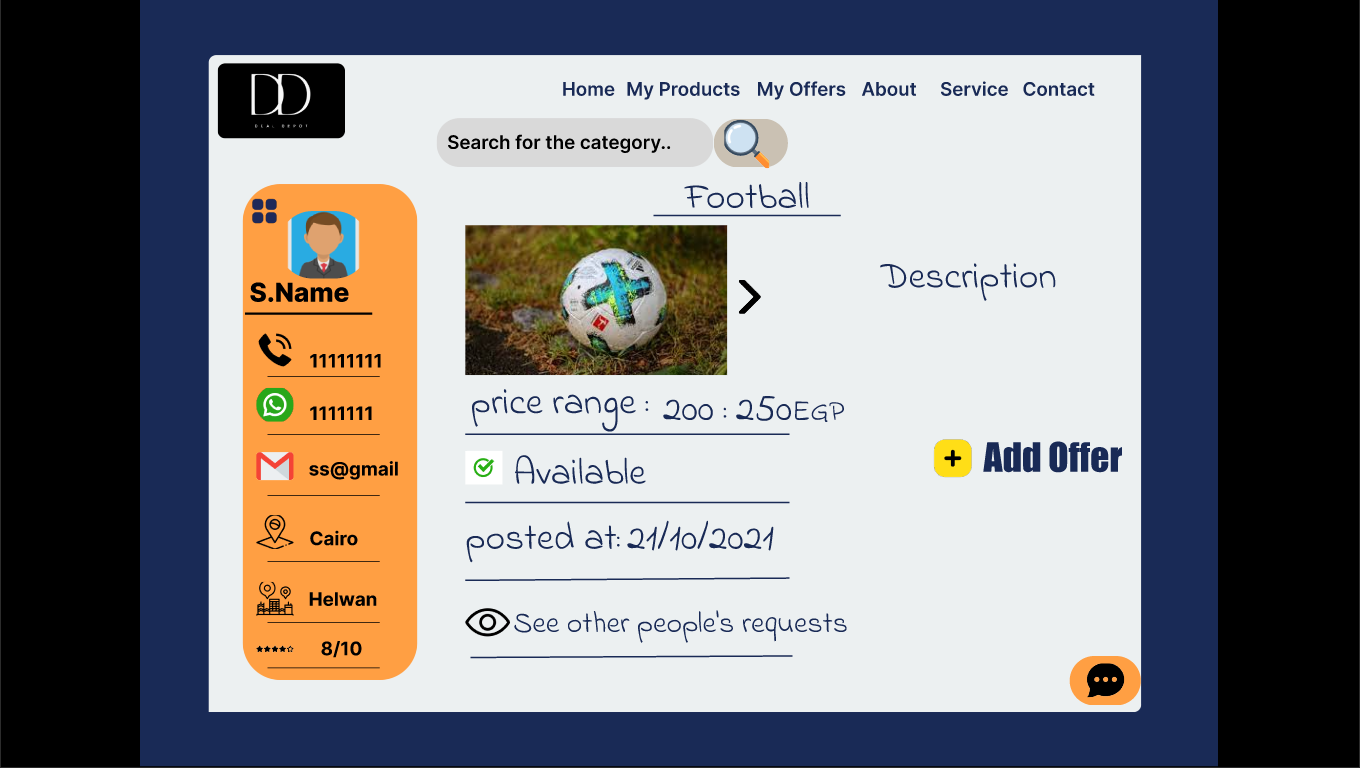 DD
DEAL DEPOT
Home My Products My Offers About Service Contact
Search for the category..
Football
S.Name
11111111
1111111
ss@gmail
Cairo
Helwan
8/10
Description
price range : 200 : 250EGP
Available
posted at: 21/10/2021
See other people's requests
Add Offer